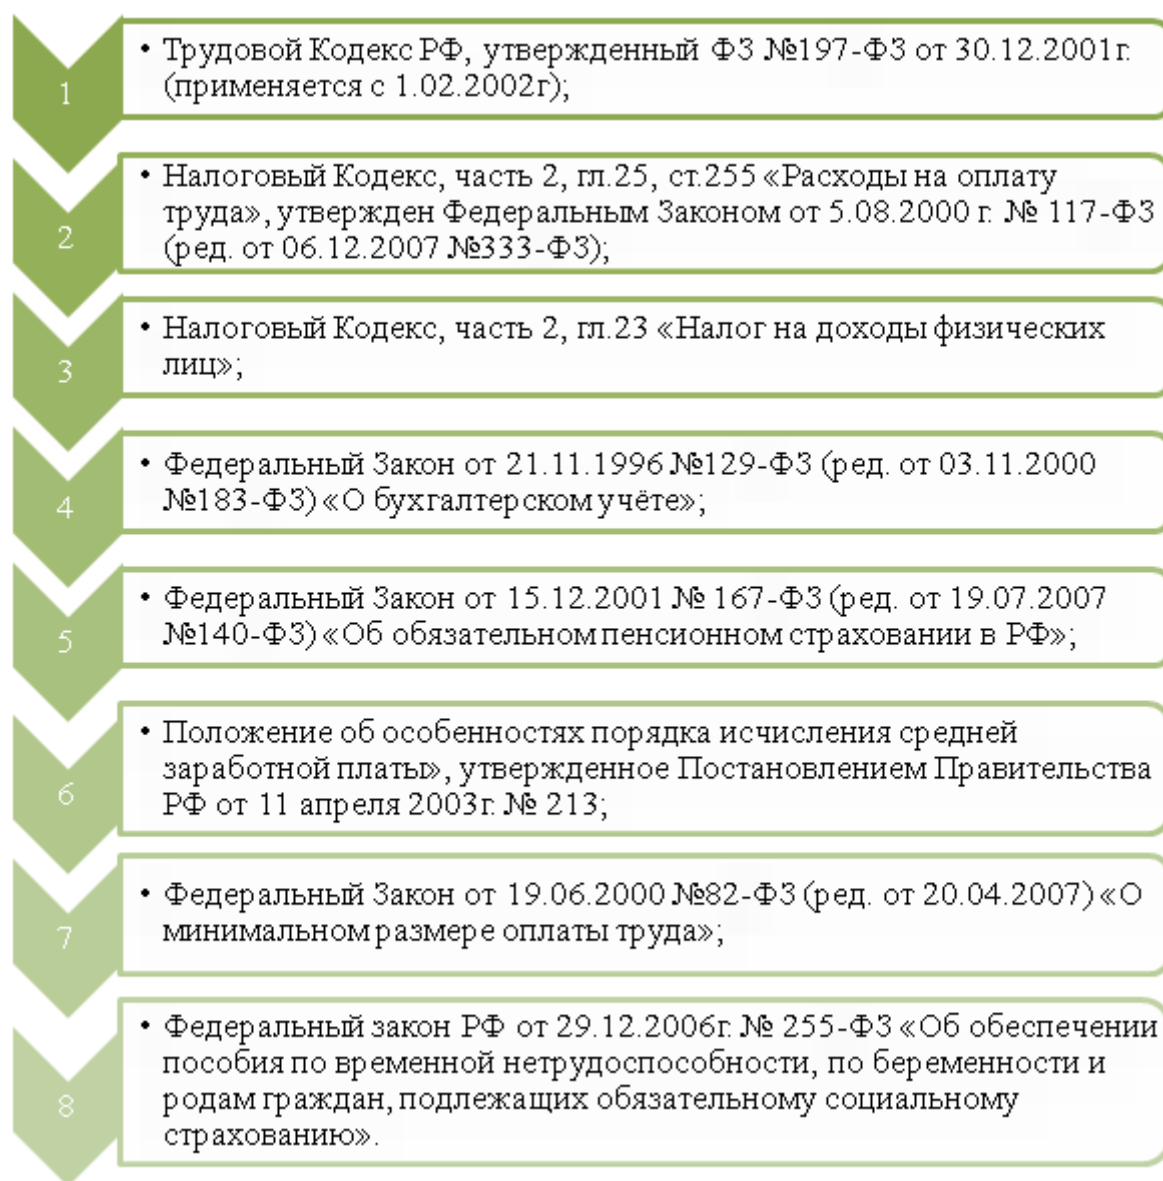 1
• Трудовой Кодекс РФ, утвержденный ФЗ №197-ФЗ от 30.12.2001г.
(применяется с 1.02.2002г);
2
• Налоговый Кодекс, часть 2, гл.25, ст.255 «Расходы на оплату
труда», утвержден Федеральным Законом от 5.08.2000 г. № 117-ФЗ
(ред. от 06.12.2007 №333-ФЗ);
3
• Налоговый Кодекс, часть 2, гл.23 «Налог на доходы физических
лиц»;
4
• Федеральный Закон от 21.11.1996 №129-ФЗ (ред. от 03.11.2000
№183-ФЗ) «О бухгалтерском учёте»;
5
• Федеральный Закон от 15.12.2001 № 167-ФЗ (ред. от 19.07.2007
№140-ФЗ) «Об обязательном пенсионном страховании в РФ»;
6
• Положение об особенностях порядка исчисления средней
заработной платы», утвержденное Постановлением Правительства
РФ от 11 апреля 2003г. № 213;
7
• Федеральный Закон от 19.06.2000 №82-ФЗ (ред. от 20.04.2007) «О
минимальном размере оплаты труда»;
8
• Федеральный закон РФ от 29.12.2006г. № 255-ФЗ «Об обеспечении
пособия по временной нетрудоспособности, по беременности и
родам граждан, подлежащих обязательному социальному
страхованию».